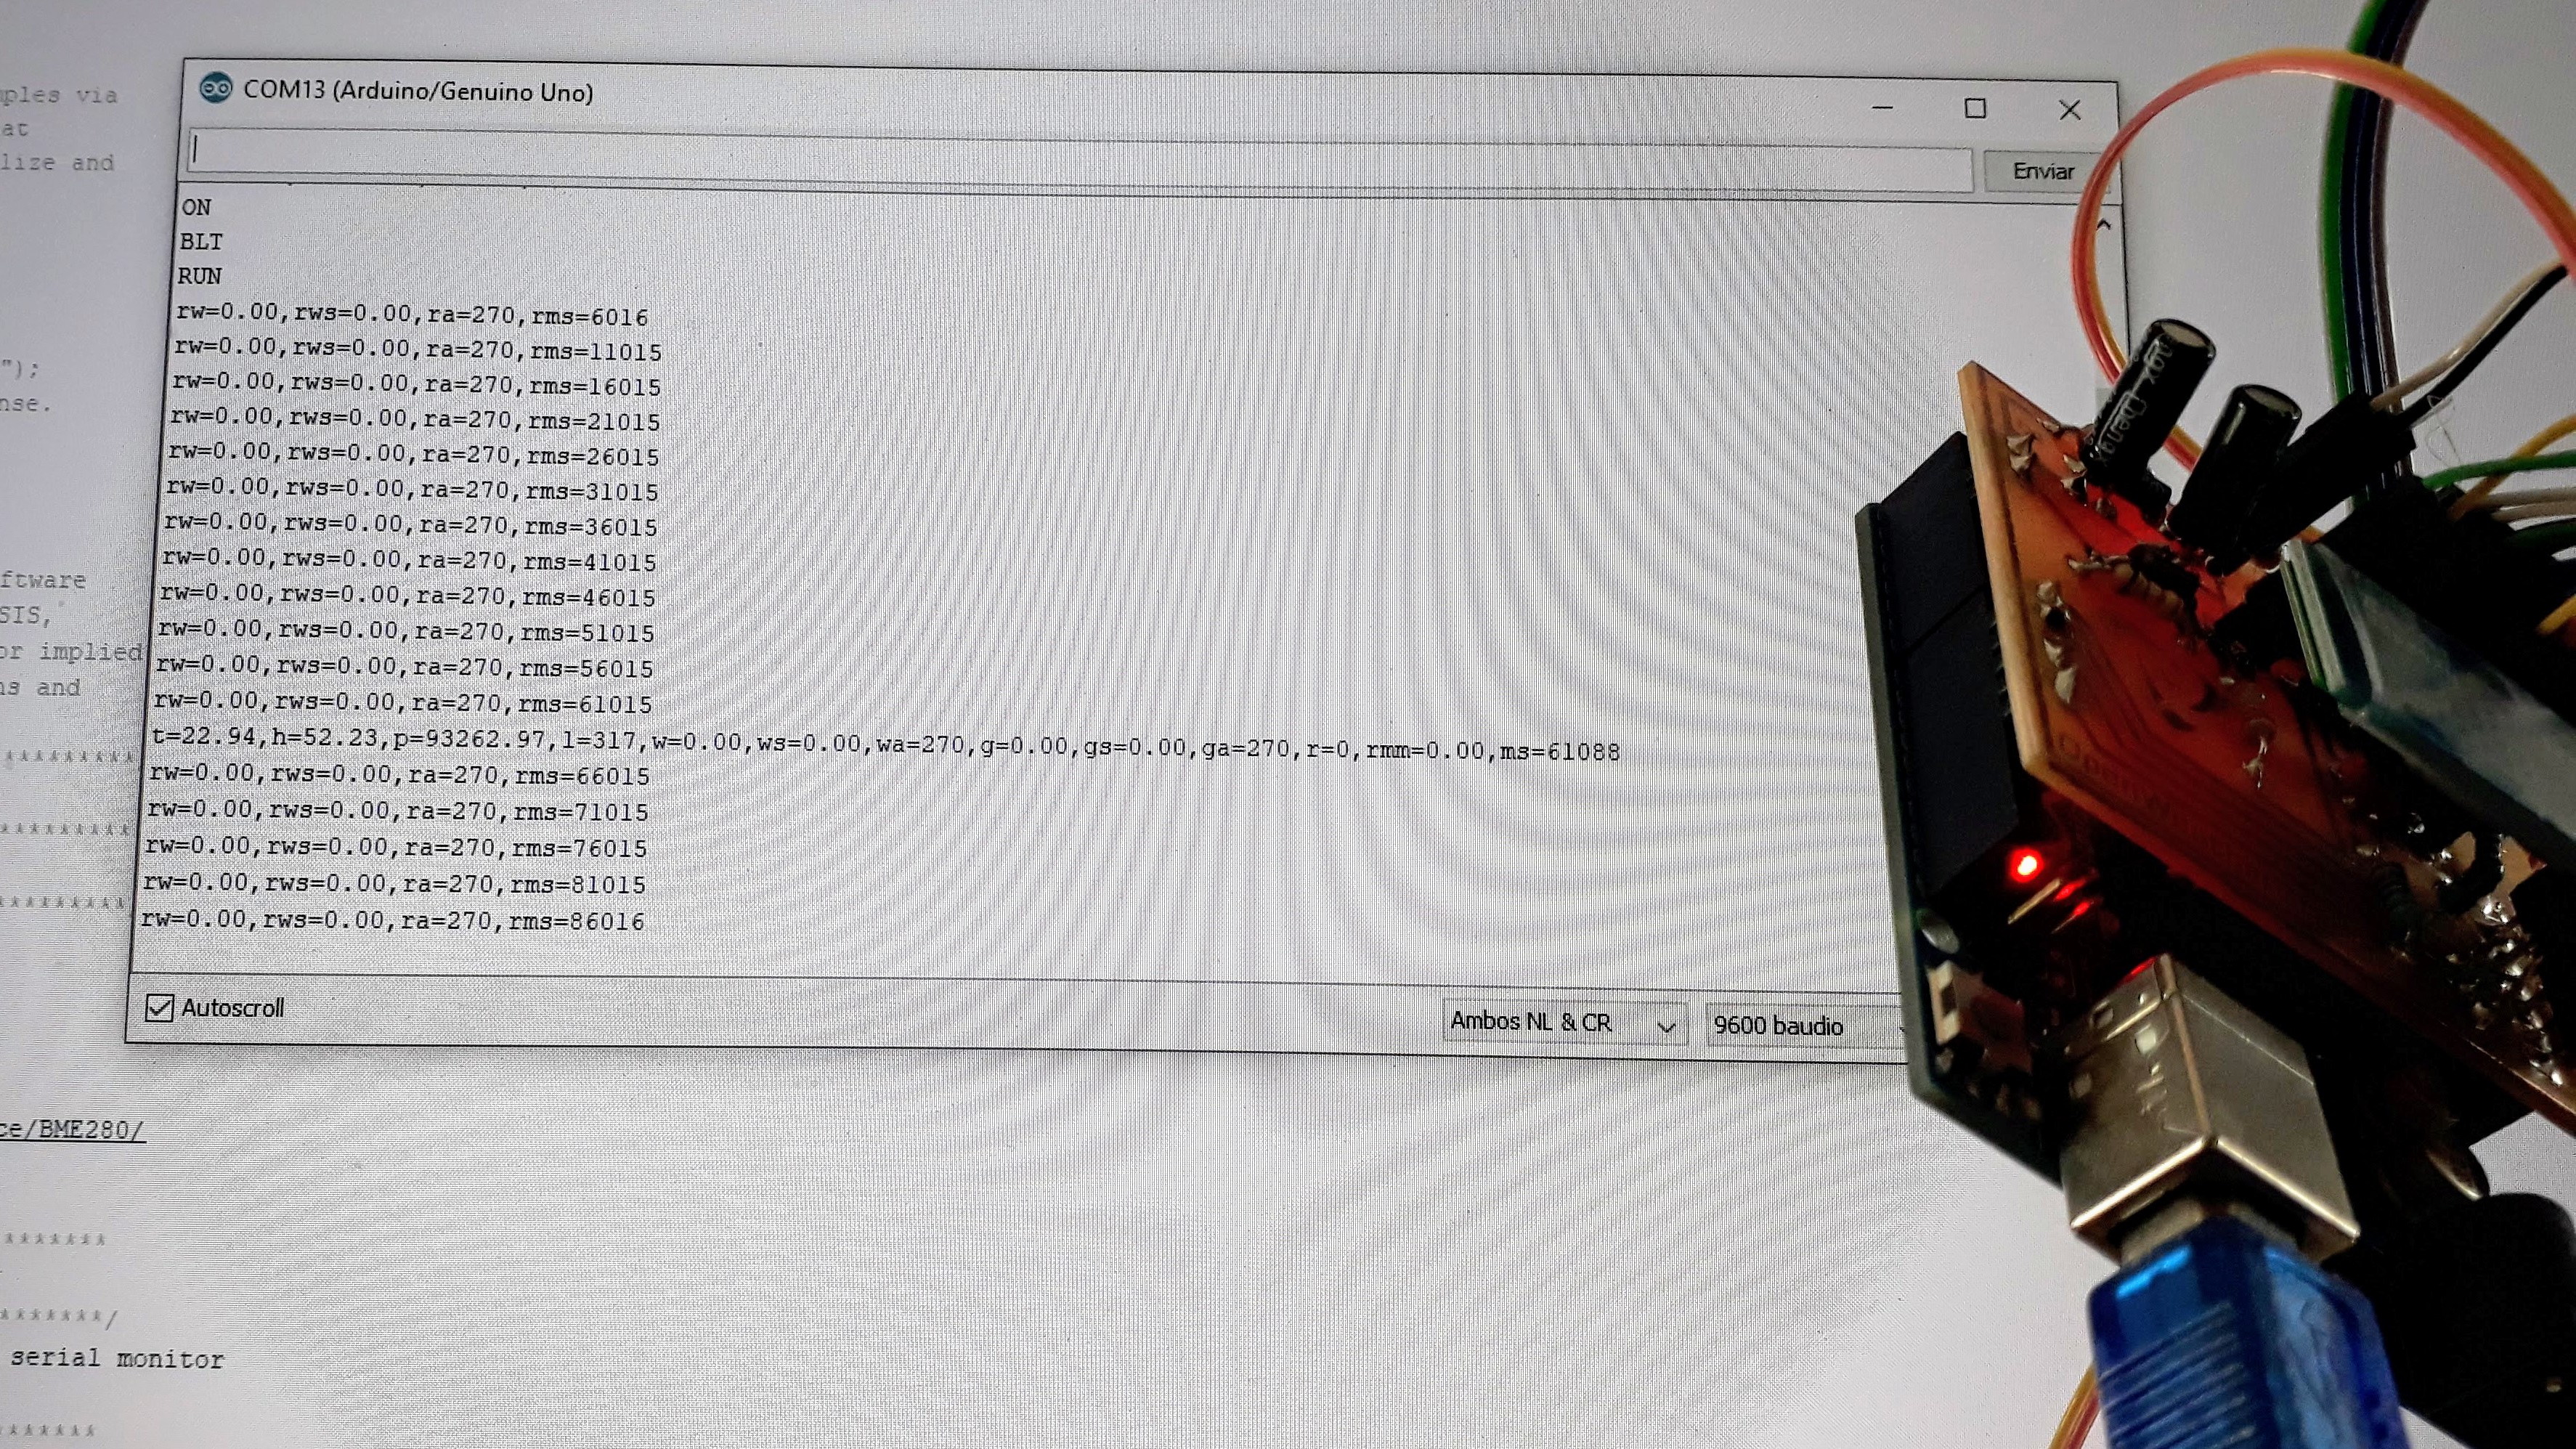 ples via
at
lize and
");
nse.
ftware
SIS,
or implied
ns and
*********
*********
*********
ce/BME280/
*******
*******/
serial monitor
*******
COM13 (Arduino/Genuino Uno)
Enviar
ON
BLT
RUN
rw=0.00,rws=0.00,ra=270,rms=6016
rw=0.00,rws=0.00,ra=270,rms=11015
rw=0.00,rws=0.00,ra=270,rms=16015
rw=0.00,rws=0.00,ra=270,rms=21015
rw=0.00,rws=0.00,ra=270,rms=26015
rw=0.00,rws=0.00,ra=270,rms=31015
rw=0.00,rws=0.00,ra=270,rms=36015
rw=0.00,rws=0.00,ra=270,rms=41015
rw=0.00,rws=0.00,ra=270,rms=46015
rw=0.00,rws=0.00,ra=270,rms=51015
rw=0.00,rws=0.00,ra=270,rms=56015
rw=0.00,rws=0.00,ra=270,rms=61015
t=22.94,h=52.23,p=93262.97,l=317,w=0.00,ws=0.00,wa=270,g=0.00,gs=0.00,ga=270,r=0,rmm=0.00,ms=61088
rw=0.00,rws=0.00,ra=270,rms=66015
rw=0.00,rws=0.00,ra=270,rms=71015
rw=0.00,rws=0.00,ra=270,rms=76015
rw=0.00,rws=0.00,ra=270,rms=81015
rw=0.00,rws=0.00,ra=270,rms=86016
Autoscroll
Ambos NL & CR
9600 baudio